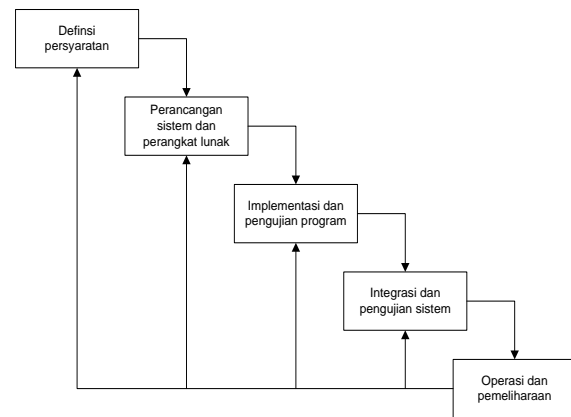 Definsi
persyaratan
Perancangan
sistem dan
perangkat lunak
Implementasi dan
pengujian program
Integrasi dan
pengujian sistem
Operasi dan
pemeliharaan